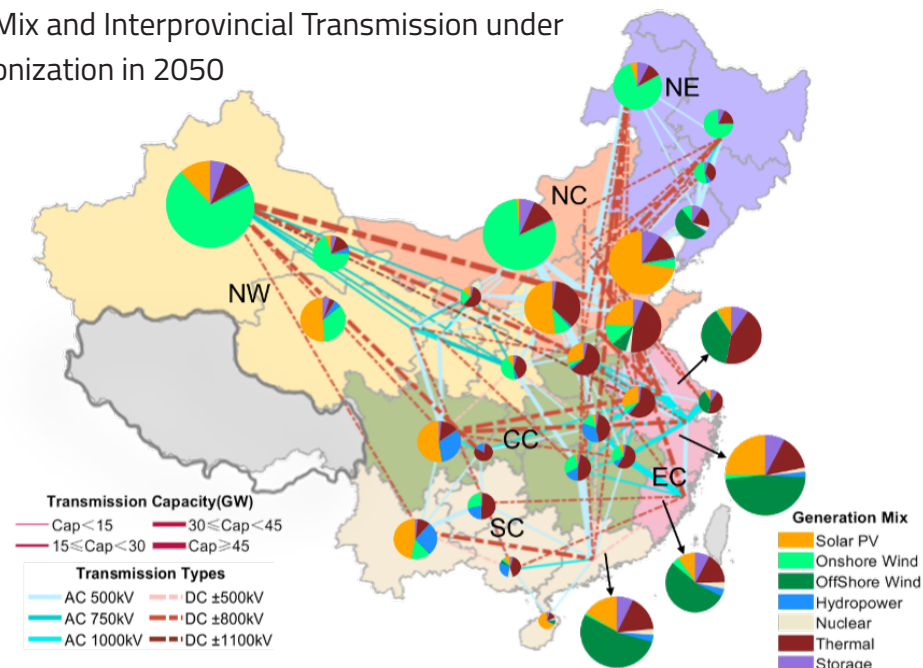 Mix and Interprovincial Transmission under
onization in 2050
NE
NC
NW
CC
EC
SC
Transmission Capacity(GW)
Cap＜15 30≤Cap＜45
15≤Cap＜30 Cap≥45
Transmission Types
AC 500kV DC ±500kV
AC 750kV DC ±800kV
AC 1000kV DC ±1100kV
Generation Mix
Solar PV
Onshore Wind
OffShore Wind
Hydropower
Nuclear
Thermal
Storage